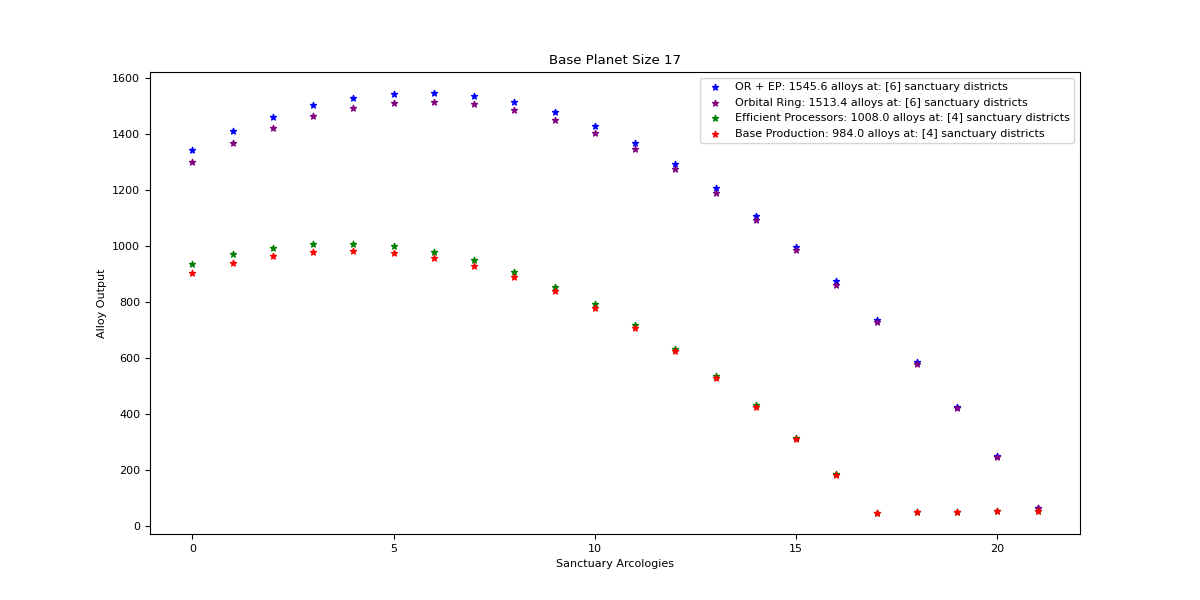 Base Planet Size 17
OR + EP: 1545.6 alloys at: [6] sanctuary districts
Orbital Ring: 1513.4 alloys at: [6] sanctuary districts
Efficient Processors: 1008.0 alloys at: [4] sanctuary districts
Base Production: 984.0 alloys at: [4] sanctuary districts
Alloy Output
1600
1400
1200
1000
800
600
400
200
0
0 5 10 15 20
Sanctuary Arcologies